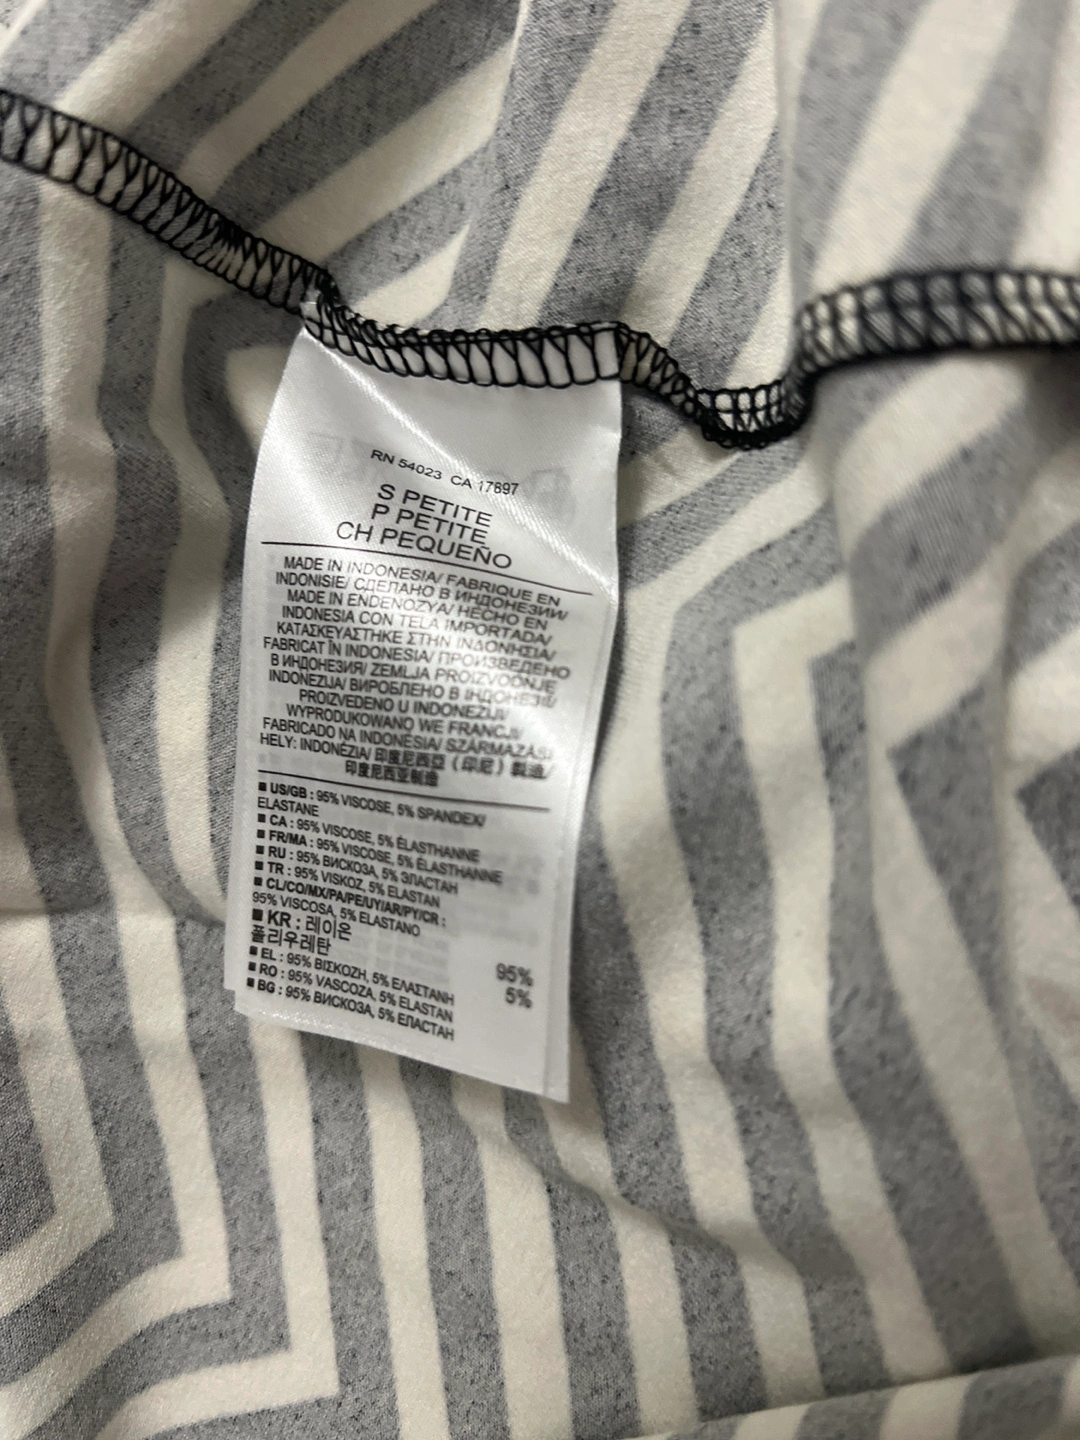 RN 54023 CA 17897
S PETITE
P PETITE
CH PEQUEÑO
MADE IN INDONESIA/ FABRIQUE EN
INDONISIE/ СДЕЛАНО В ИНДОНЕЗИИ/
MADE IN ENDENOZYA/ HECHO EN
INDONESIA CON TELA IMPORTADA/
ΚΑΤΑΣΚΕΥΑΣΤΗΚΕ ΣΤΗΝ ΙΝΔΟΝΗΣΙΑ/
FABRICAT ÎN INDONESIA/ ПРОИЗВЕДЕНО
В ИНДОНЕЗИЯ/ ZEMLJA PROIZVODNJE
INDONEZIJA/ ВИРОБЛЕНО В ІНДОНЕЗІЇ/
PROIZVEDENO U INDONEZIJI/
WYPRODUKOWANO WE FRANCJI/
FABRICADO NA INDONÉSIA/ SZÁRMAZÁSI
HELY: INDONÉZIA/ 印度尼西亞（印尼）製造/
印度尼西亚制造
■ US/GB : 95% VISCOSE, 5% SPANDEX/
ELASTANE
■ CA : 95% VISCOSE, 5% ÉLASTHANNE
■ FR/MA : 95% VISCOSE, 5% ÉLASTHANNE
■ RU : 95% ВИСКОЗА, 5% ЭЛАСТАН
■ TR : 95% VISKOZ, 5% ELASTAN
■ CL/CO/MX/PA/PE/UY/AR/PY/CR :
95% VISCOSA, 5% ELASTANO
■ KR : 레이온 95%
폴리우레탄 5%
■ EL : 95% ΒΙΣΚΟΖΗ, 5% ΕΛΑΣΤΑΝΗ
■ RO : 95% VASCOZA, 5% ELASTAN
■ BG : 95% ВИСКОЗА, 5% ЕЛАСТАН